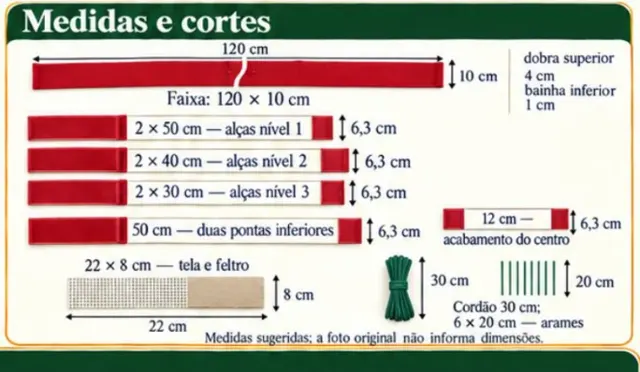 Medidas e cortes
120 cm
10 cm
Faixa: 120 × 10 cm
dobra superior
4 cm
bainha inferior
1 cm
2 × 50 cm — alças nível 1
6,3 cm
2 × 40 cm — alças nível 2
6,3 cm
2 × 30 cm — alças nível 3
6,3 cm
50 cm — duas pontas inferiores
6,3 cm
12 cm —
6,3 cm
acabamento do centro
22 × 8 cm — tela e feltro
8 cm
22 cm
30 cm
20 cm
Cordão 30 cm;
6 × 20 cm — arames
Medidas sugeridas; a foto original não informa dimensões.